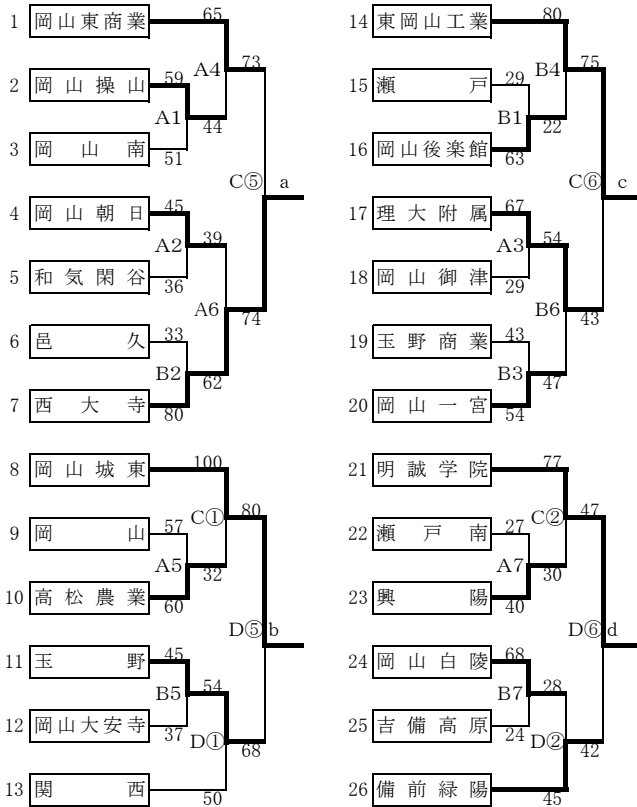 1 岡山東商業 65
A4 73
2 岡山操山 59
A1 44
3 岡山南 51
C⑤ a
4 岡山朝日 45
A2 39
5 和気閑谷 36
A6 74
6 邑久 33
B2 62
7 西大寺 80
8 岡山城東 100
C① 80
9 岡山 57
A5 32
10 高松農業 60
D⑤ b
11 玉野 45
B5 54
12 岡山大安寺 37
D① 68
13 関西 50
14 東岡山工業 80
B4 75
15 瀬戸 29
B1 22
16 岡山後楽館 63
C⑥ c
17 理大附属 67
A3 54
18 岡山御津 29
B6 43
19 玉野商業 43
B3 47
20 岡山一宮 54
21 明誠学院 77
C② 47
22 瀬戸南 27
A7 30
23 興陽 40
D⑥ d
24 岡山白陵 68
B7 28
25 吉備高原 24
D② 42
26 備前緑陽 45